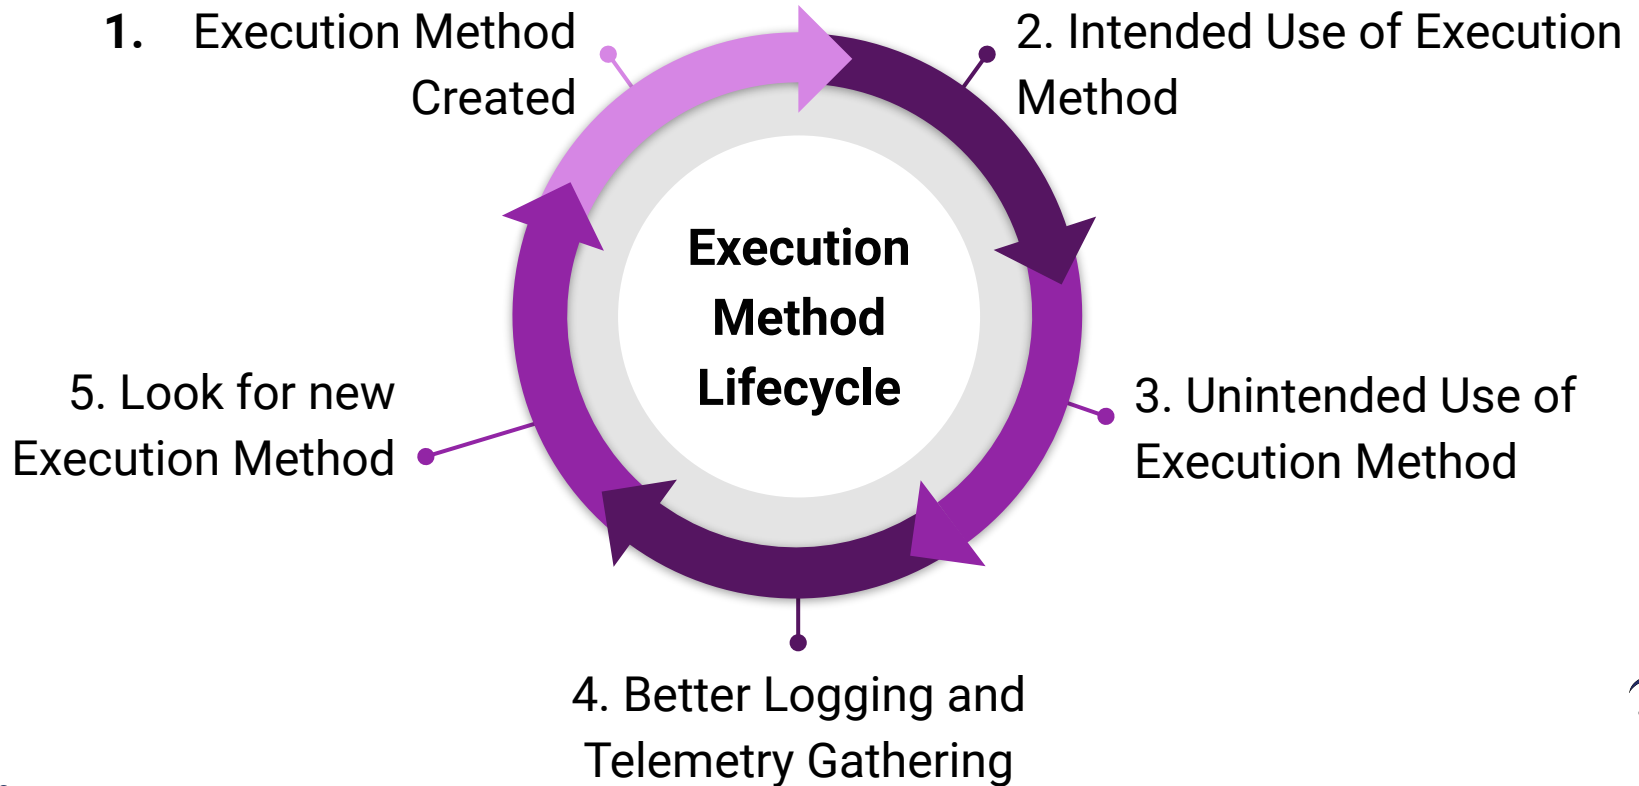 1. Execution Method
Created
2. Intended Use of Execution
Method
Execution
Method
Lifecycle
3. Unintended Use of
Execution Method
4. Better Logging and
Telemetry Gathering
5. Look for new
Execution Method